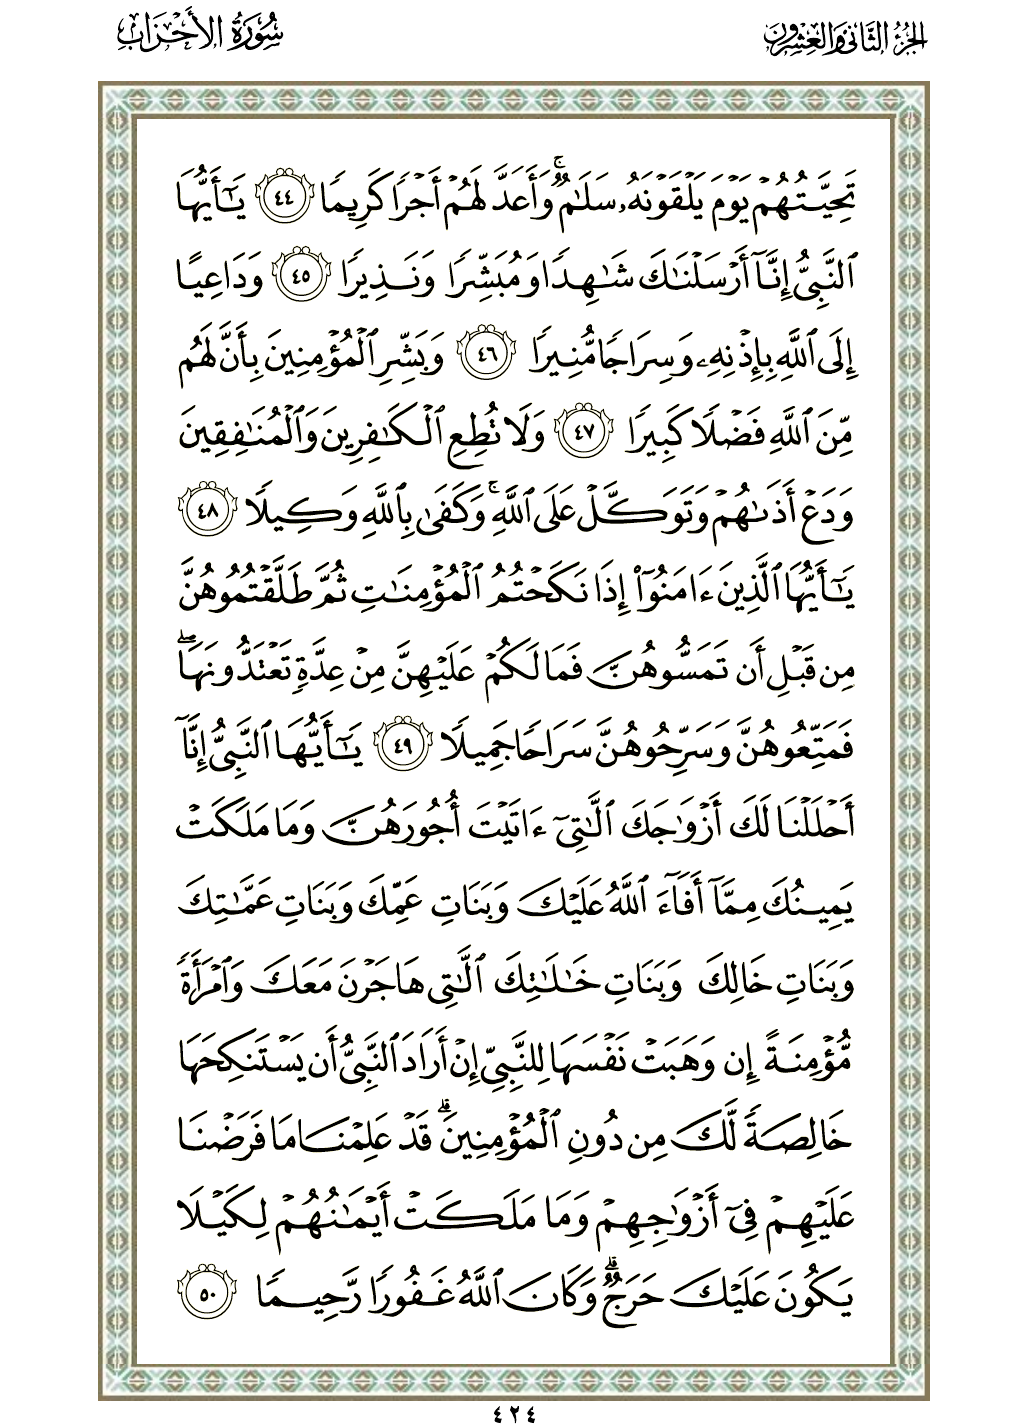 الجزء الثاني والعشرون
سورة الأحزاب
تَحِيَّتُهُمْ يَوْمَ يَلْقَوْنَهُۥ سَلَـٰمٌ ۚ وَأَعَدَّ لَهُمْ أَجْرًا كَرِيمًا ٤٤ يَـٰٓأَيُّهَا
ٱلنَّبِىُّ إِنَّآ أَرْسَلْنَـٰكَ شَـٰهِدًا وَمُبَشِّرًا وَنَذِيرًا ٤٥ وَدَاعِيًا
إِلَى ٱللَّهِ بِإِذْنِهِۦ وَسِرَاجًا مُّنِيرًا ٤٦ وَبَشِّرِ ٱلْمُؤْمِنِينَ بِأَنَّ لَهُم
مِّنَ ٱللَّهِ فَضْلًا كَبِيرًا ٤٧ وَلَا تُطِعِ ٱلْكَـٰفِرِينَ وَٱلْمُنَـٰفِقِينَ
وَدَعْ أَذَىٰهُمْ وَتَوَكَّلْ عَلَى ٱللَّهِ ۚ وَكَفَىٰ بِٱللَّهِ وَكِيلًا ٤٨
يَـٰٓأَيُّهَا ٱلَّذِينَ ءَامَنُوٓا۟ إِذَا نَكَحْتُمُ ٱلْمُؤْمِنَـٰتِ ثُمَّ طَلَّقْتُمُوهُنَّ
مِن قَبْلِ أَن تَمَسُّوهُنَّ فَمَا لَكُمْ عَلَيْهِنَّ مِنْ عِدَّةٍ تَعْتَدُّونَهَا ۖ
فَمَتِّعُوهُنَّ وَسَرِّحُوهُنَّ سَرَاحًا جَمِيلًا ٤٩ يَـٰٓأَيُّهَا ٱلنَّبِىُّ إِنَّآ
أَحْلَلْنَا لَكَ أَزْوَٰجَكَ ٱلَّـٰتِىٓ ءَاتَيْتَ أُجُورَهُنَّ وَمَا مَلَكَتْ
يَمِينُكَ مِمَّآ أَفَآءَ ٱللَّهُ عَلَيْكَ وَبَنَاتِ عَمِّكَ وَبَنَاتِ عَمَّـٰتِكَ
وَبَنَاتِ خَالِكَ وَبَنَاتِ خَـٰلَـٰتِكَ ٱلَّـٰتِى هَاجَرْنَ مَعَكَ وَٱمْرَأَةً
مُّؤْمِنَةً إِن وَهَبَتْ نَفْسَهَا لِلنَّبِىِّ إِنْ أَرَادَ ٱلنَّبِىُّ أَن يَسْتَنكِحَهَا
خَالِصَةً لَّكَ مِن دُونِ ٱلْمُؤْمِنِينَ ۗ قَدْ عَلِمْنَا مَا فَرَضْنَا
عَلَيْهِمْ فِىٓ أَزْوَٰجِهِمْ وَمَا مَلَكَتْ أَيْمَـٰنُهُمْ لِكَيْلَا
يَكُونَ عَلَيْكَ حَرَجٌ ۗ وَكَانَ ٱللَّهُ غَفُورًا رَّحِيمًا ٥٠
٤٢٤